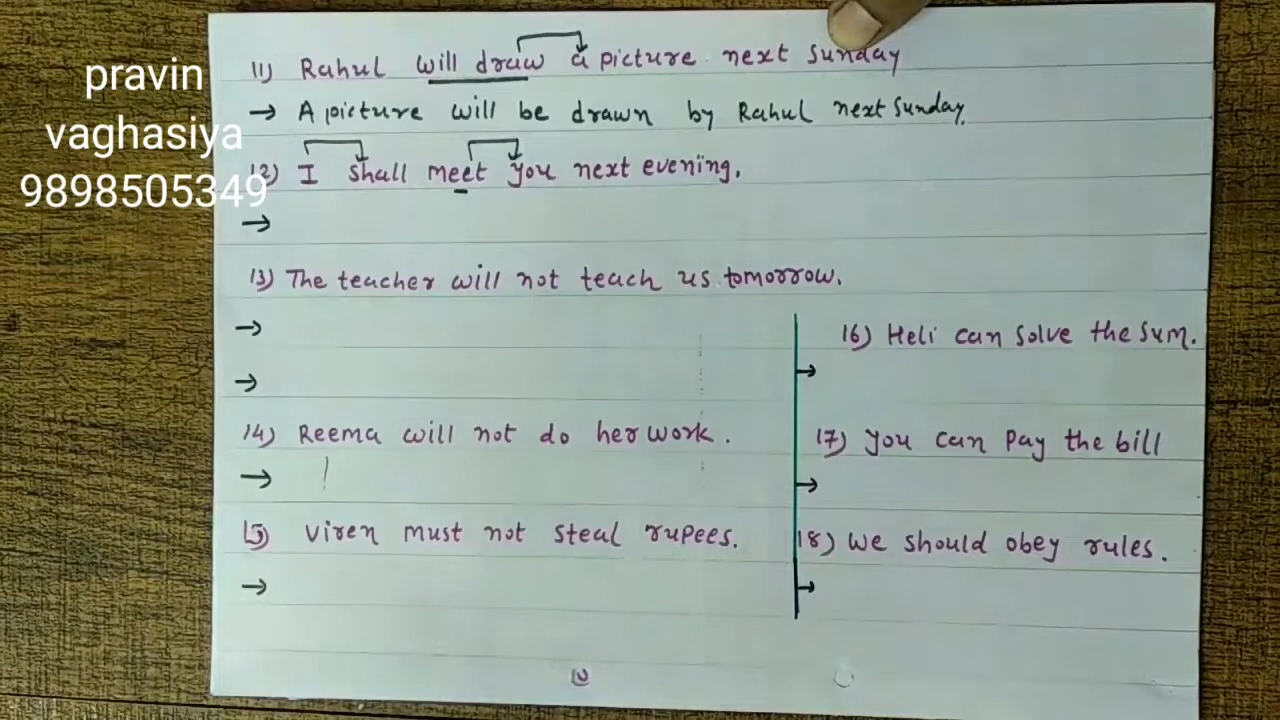 pravin
vaghasiya
9898505349
11) Rahul will draw a picture next Sunday
→ A picture will be drawn by Rahul next Sunday.
12) I shall meet you next evening.
→
13) The teacher will not teach us tomorrow.
→
→
14) Reema will not do her work.
→
15) Viren must not steal rupees.
→
16) Heli can solve the sum.
→
17) you can pay the bill
→
18) We should obey rules.
→